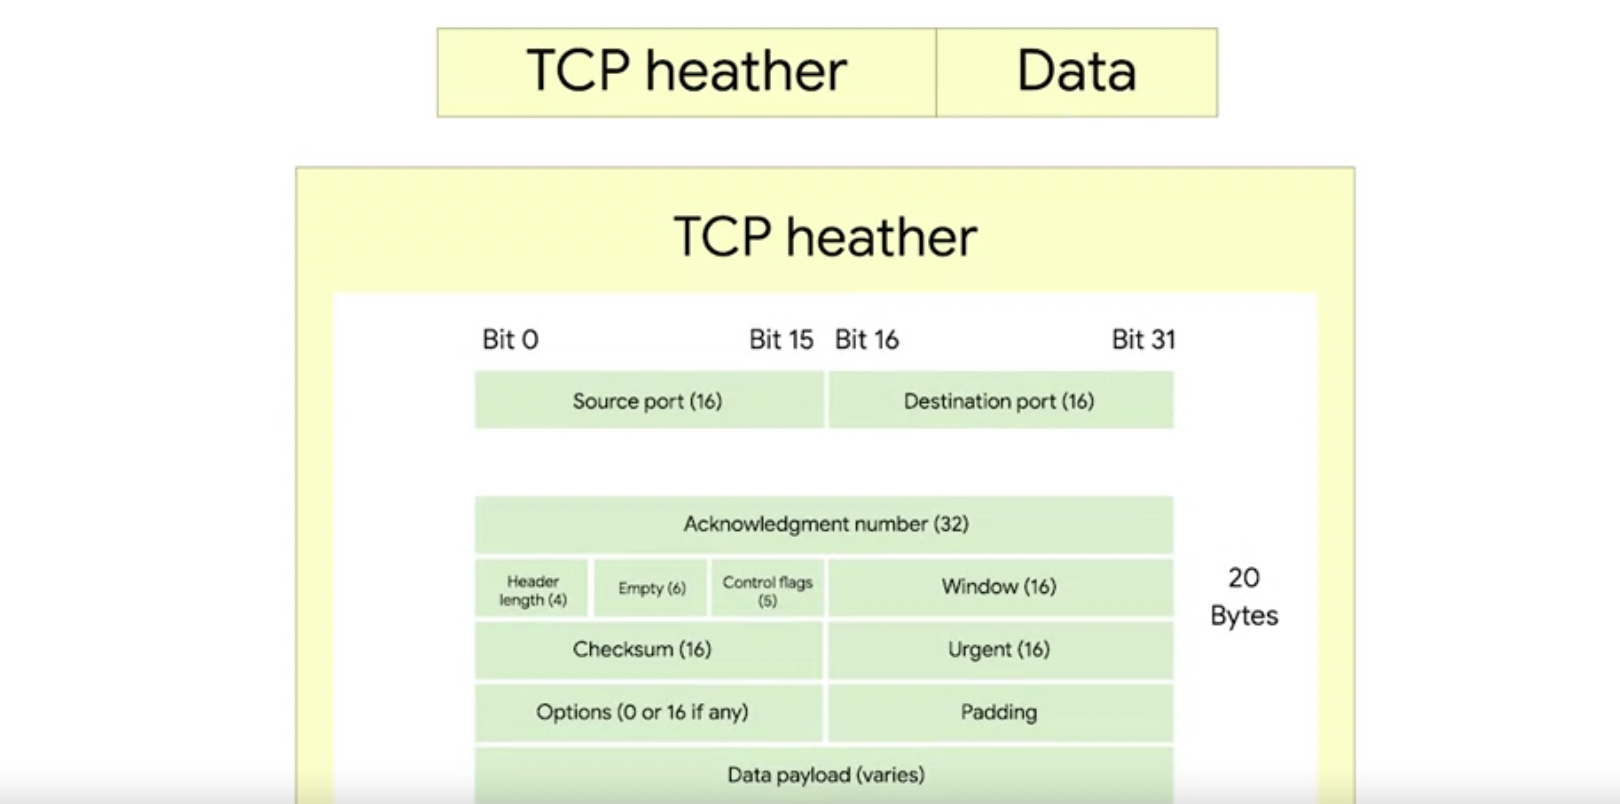 TCP heather Data
TCP heather
Bit 0 Bit 15 Bit 16 Bit 31
Source port (16) Destination port (16)
Acknowledgment number (32)
Header
length (4)
Empty (6)
Control flags
(5)
Window (16)
20
Bytes
Checksum (16) Urgent (16)
Options (0 or 16 if any) Padding
Data payload (varies)